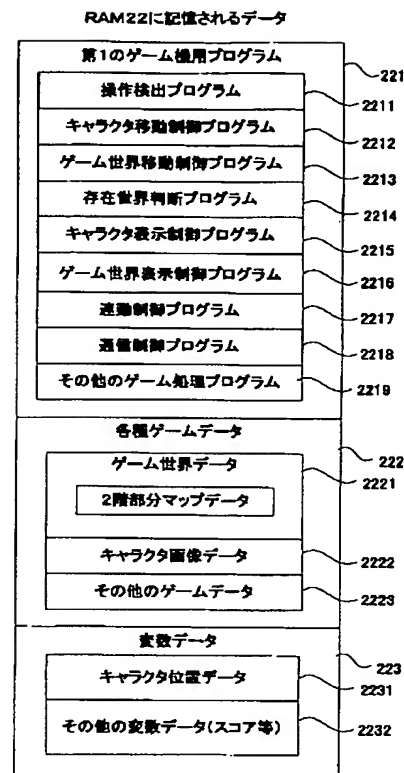 RAM22に記憶されるデータ
第1のゲーム機用プログラム
221
操作検出プログラム
2211
キャラクタ移動制御プログラム
2212
ゲーム世界移動制御プログラム
2213
存在世界判断プログラム
2214
キャラクタ表示制御プログラム
2215
ゲーム世界表示制御プログラム
2216
連動制御プログラム
2217
通信制御プログラム
2218
その他のゲーム処理プログラム
2219
各種ゲームデータ
222
ゲーム世界データ
2221
2階部分マップデータ
キャラクタ画像データ
2222
その他のゲームデータ
2223
変数データ
223
キャラクタ位置データ
2231
その他の変数データ(スコア等)
2232